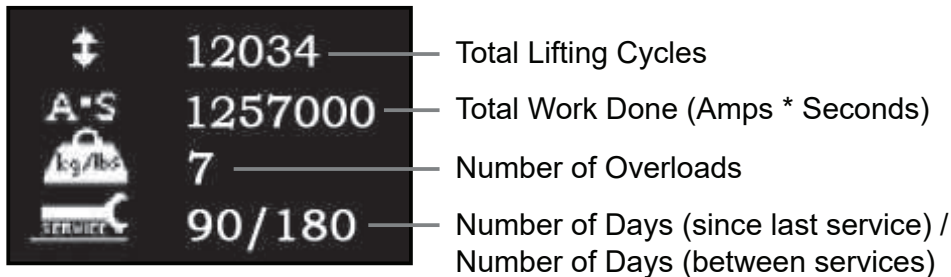 12034 Total Lifting Cycles
A•S 1257000 Total Work Done (Amps * Seconds)
kg/lbs 7 Number of Overloads
SERVICE 90/180 Number of Days (since last service) /
Number of Days (between services)